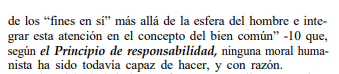 de los “fines en sí” más allá de la esfera del hombre e inte-
grar esta atención en el concepto del bien común” -10 que,
según el Principio de responsabilidad, ninguna moral huma-
nista ha sido todavía capaz de hacer, y con razón.